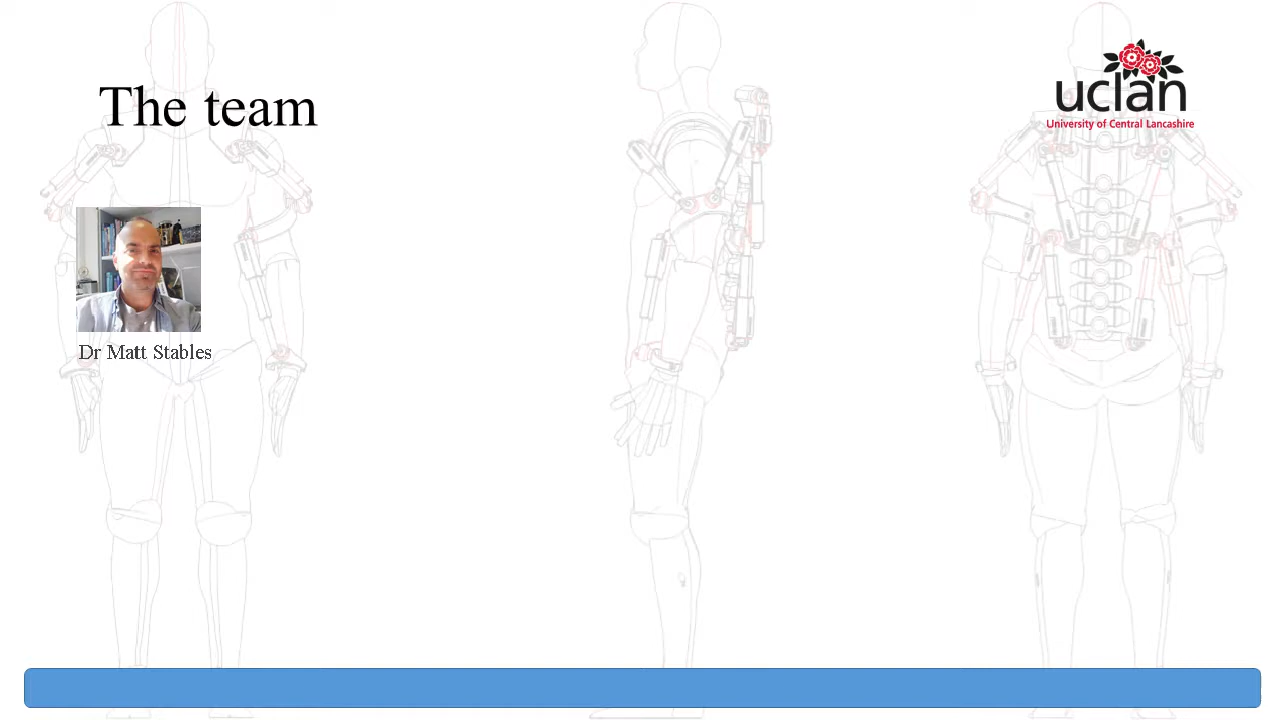 The team
uclan
University of Central Lancashire
Dr Matt Stables